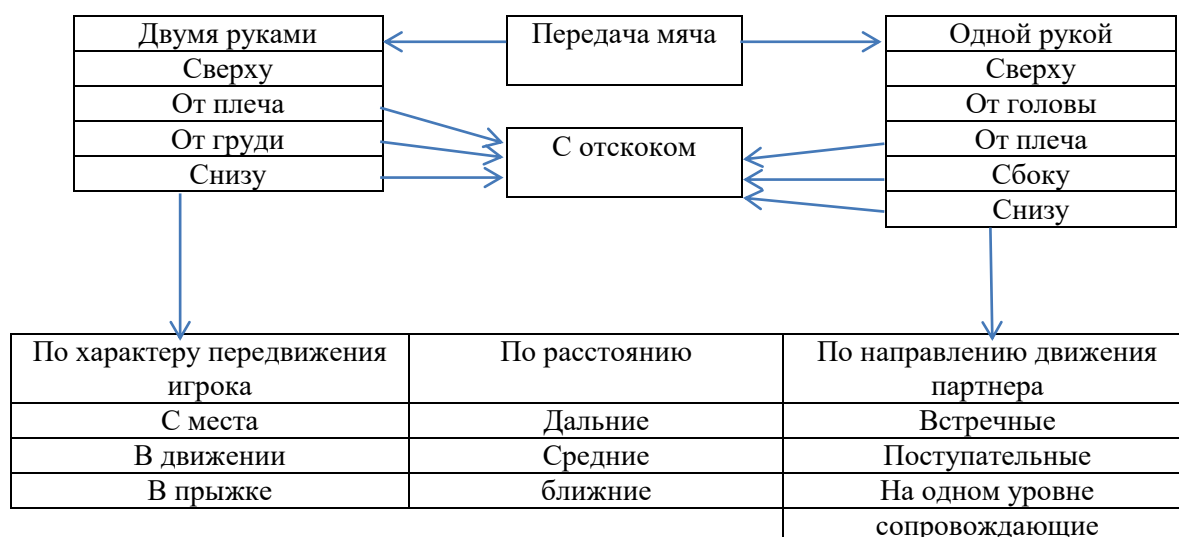 Двумя руками
Передача мяча
Одной рукой
Сверху
Сверху
От плеча
От головы
От груди
С отскоком
От плеча
Снизу
Сбоку
Снизу
По характеру передвижения
игрока
По расстоянию
По направлению движения
партнера
С места
Дальние
Встречные
В движении
Средние
Поступательные
В прыжке
ближние
На одном уровне
сопровождающие